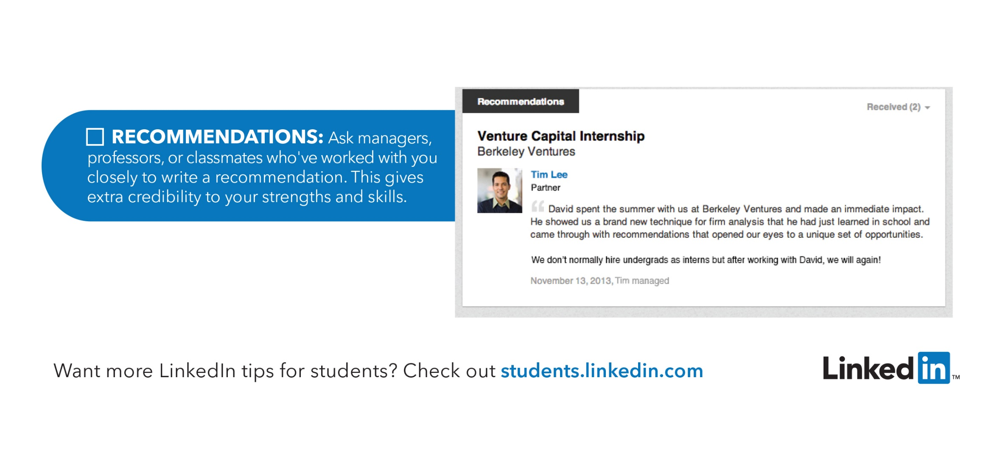 RECOMMENDATIONS: Ask managers,
professors, or classmates who've worked with you
closely to write a recommendation. This gives
extra credibility to your strengths and skills.
Recommendations
Received (2)
Venture Capital Internship
Berkeley Ventures
Tim Lee
Partner
“ David spent the summer with us at Berkeley Ventures and made an immediate impact.
He showed us a brand new technique for firm analysis that he had just learned in school and
came through with recommendations that opened our eyes to a unique set of opportunities.
We don't normally hire undergrads as interns but after working with David, we will again!
November 13, 2013, Tim managed
Want more LinkedIn tips for students? Check out students.linkedin.com
Linked in ™